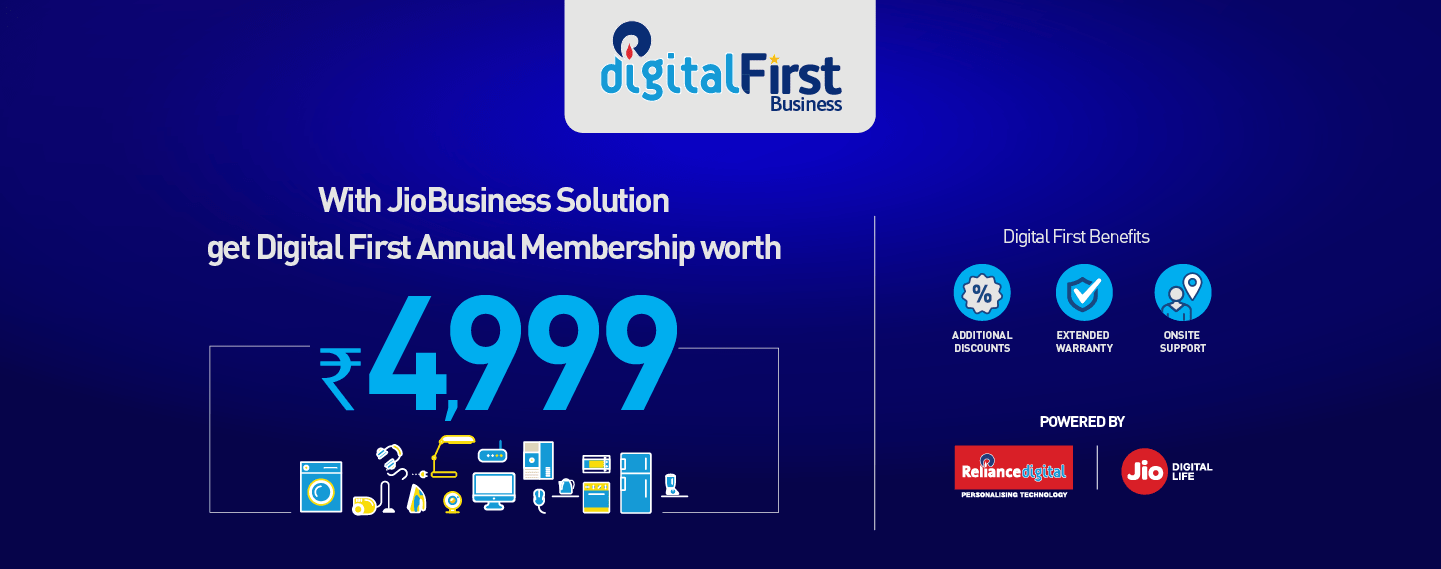 digitalFirst
Business
With JioBusiness Solution
get Digital First Annual Membership worth
₹4,999
Digital First Benefits
%
ADDITIONAL
DISCOUNTS
EXTENDED
WARRANTY
ONSITE
SUPPORT
POWERED BY
Reliance digital
PERSONALISING TECHNOLOGY
Jio
DIGITAL
LIFE